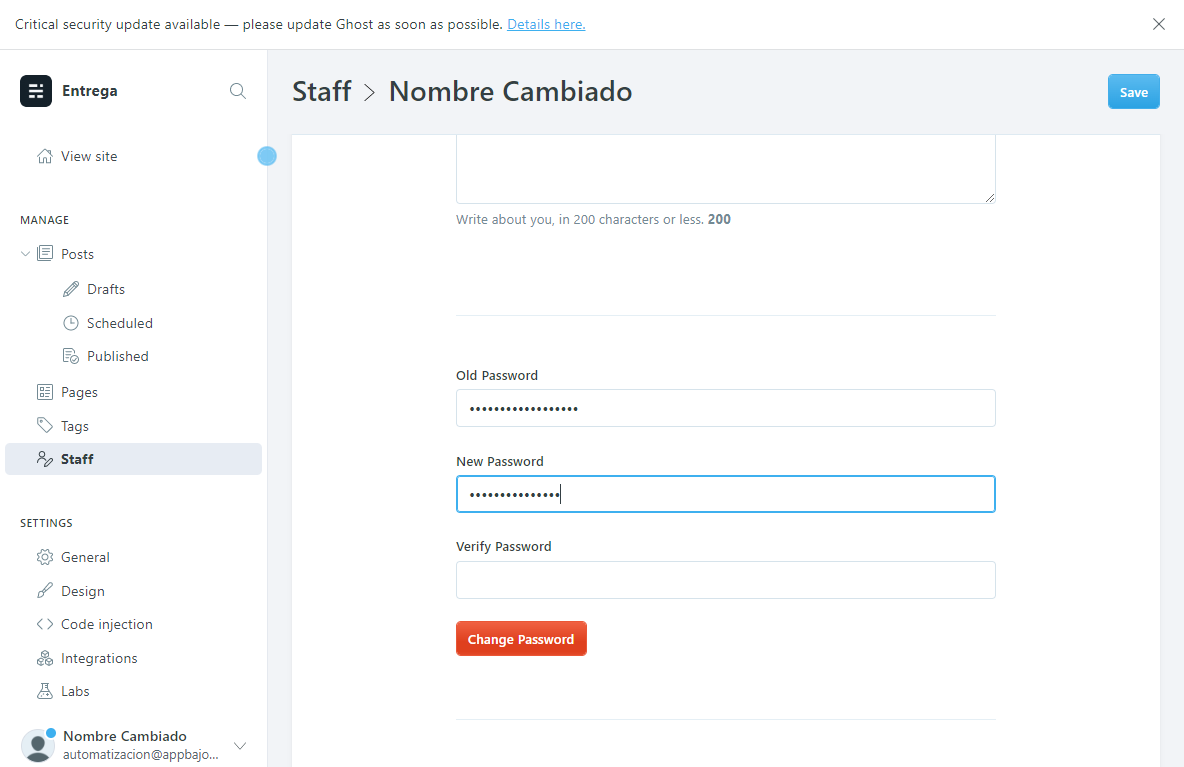 Critical security update available — please update Ghost as soon as possible. Details here.
Entrega
Staff > Nombre Cambiado
Save
View site
Write about you, in 200 characters or less. 200
MANAGE
Posts
Drafts
Scheduled
Published
Pages
Tags
Staff
SETTINGS
General
Design
Code injection
Integrations
Labs
Nombre Cambiado
automatizacion@appbajo...
Old Password
••••••••••••••••••
New Password
•••••••••••••••
Verify Password
Change Password